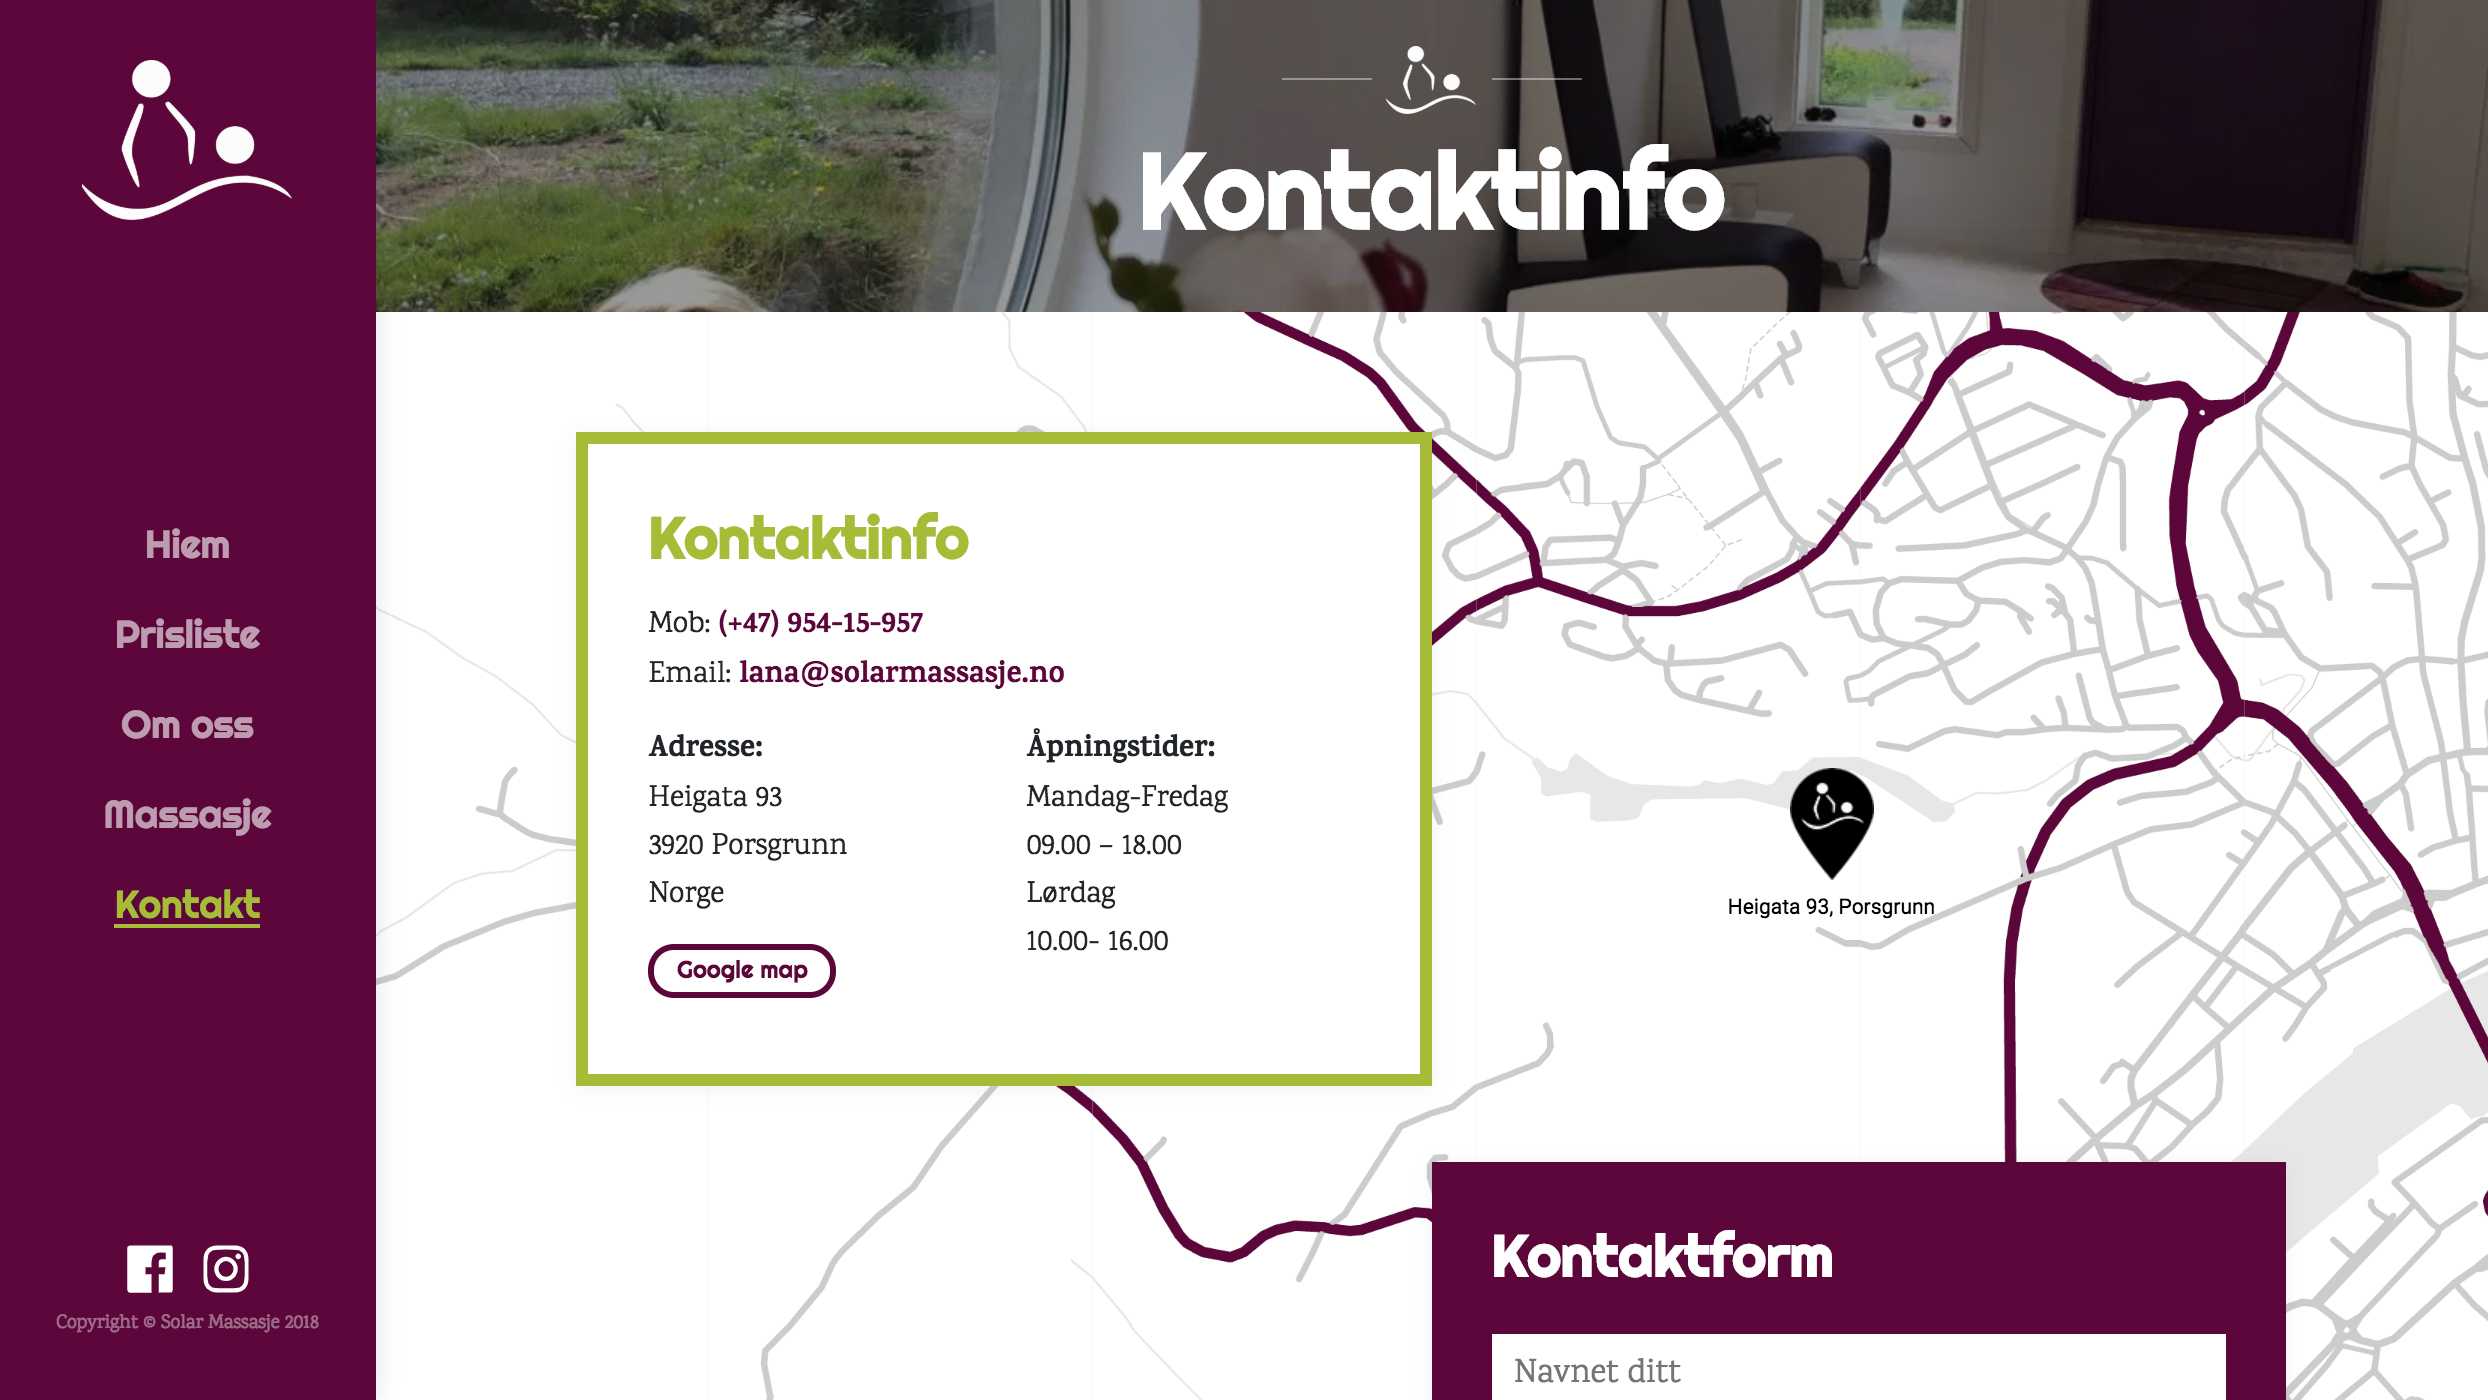 Hiem
Prisliste
Om oss
Massasje
Kontakt
Copyright © Solar Massasje 2018
Kontaktinfo
Kontaktinfo
Mob: (+47) 954-15-957
Email: lana@solarmassasje.no
Adresse:
Heigata 93
3920 Porsgrunn
Norge
Google map
Åpningstider:
Mandag-Fredag
09.00 – 18.00
Lørdag
10.00- 16.00
Heigata 93, Porsgrunn
Kontaktform
Navnet ditt